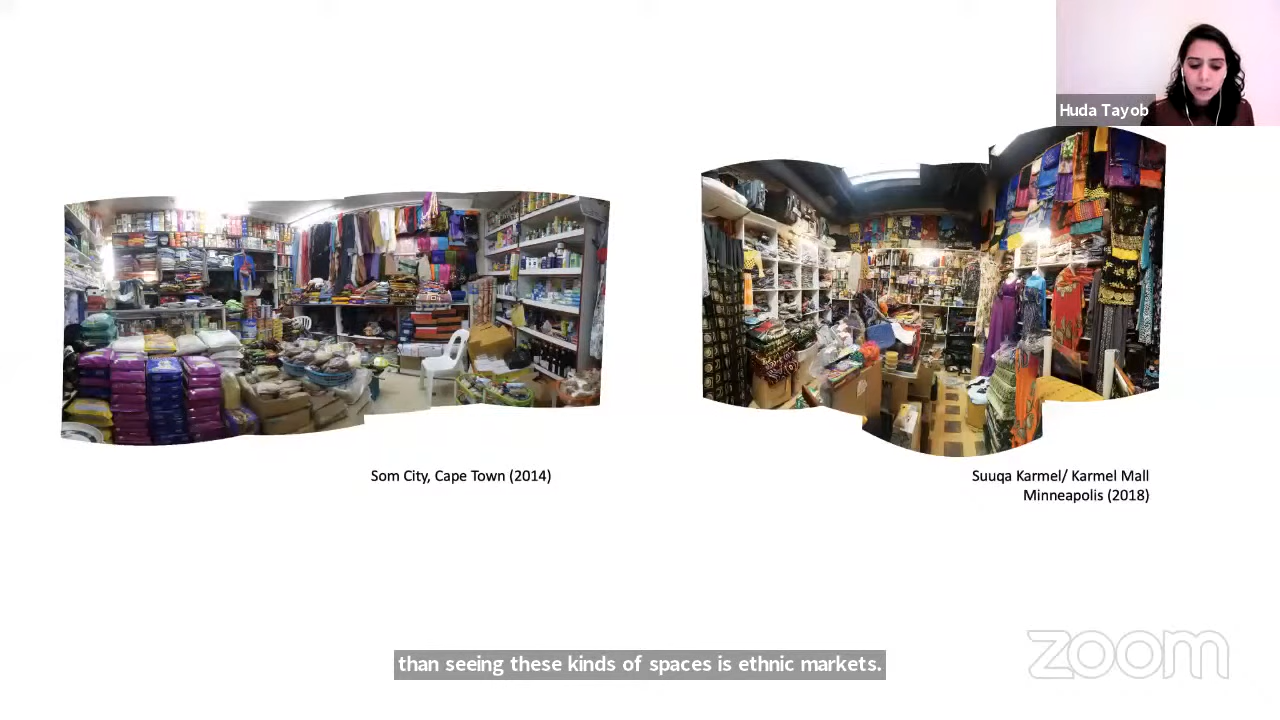 Huda Tayob
Som City, Cape Town (2014)
Suuqa Karmel/ Karmel Mall
Minneapolis (2018)
than seeing these kinds of spaces is ethnic markets.
zoom